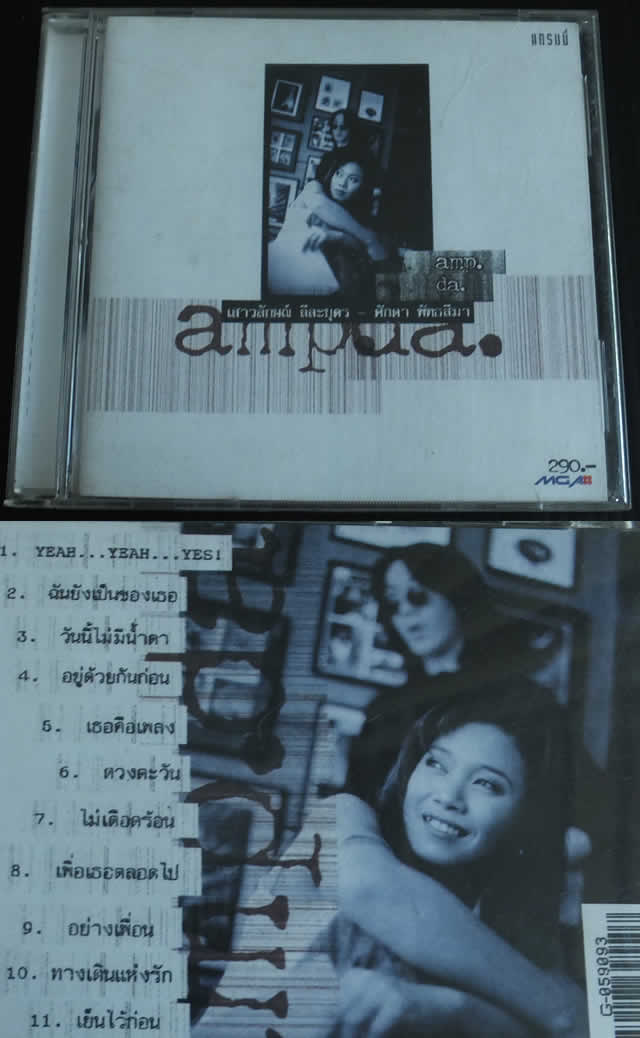 แกรมมี่
amp.
da.
เสาวลักษณ์ ลีละบุตร - ศักดา พัทธสีมา
ampda.
290.-
MGA
1. YEAH...YEAH...YES!
2. ฉันยังเป็นของเธอ
3. วันนี้ไม่มีน้ำตา
4. อยู่ด้วยกันก่อน
5. เธอคือเพลง
6. ดวงตะวัน
7. ไม่เดือดร้อน
8. เพื่อเธอตลอดไป
9. อย่างเพื่อน
10. ทางเดินแห่งรัก
11. เย็นไว้ก่อน
G-059093